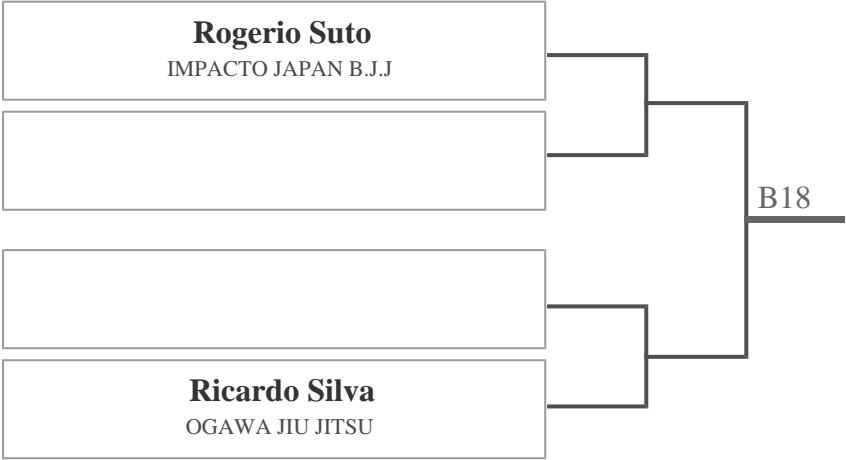 Rogerio Suto
IMPACTO JAPAN B.J.J
B18
Ricardo Silva
OGAWA JIU JITSU